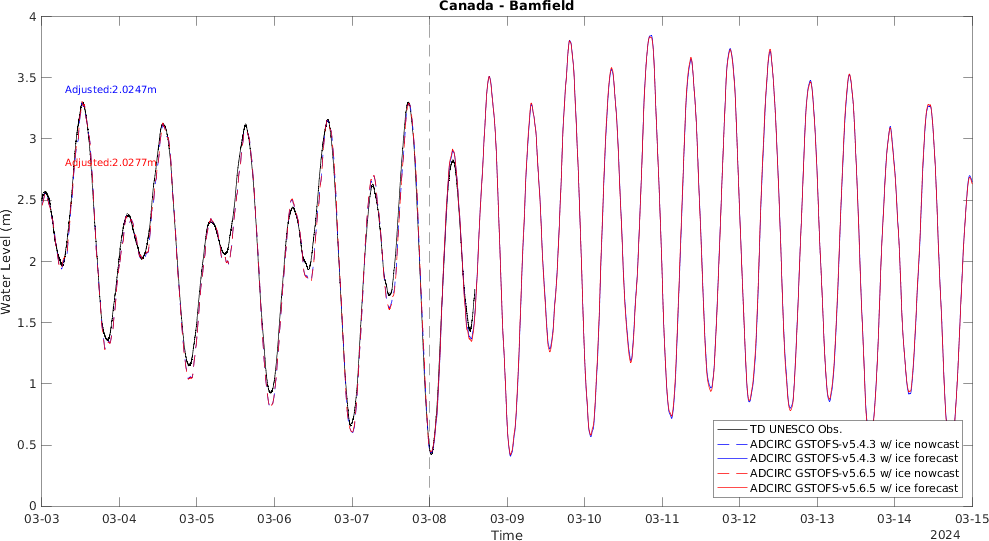 Canada - Bamfield
4
3.5
3
2.5
2
1.5
1
0.5
0
Water Level (m)
Adjusted:2.0247m
Adjusted:2.0277m
TD UNESCO Obs.
ADCIRC GSTOFS-v5.4.3 w/ ice nowcast
ADCIRC GSTOFS-v5.4.3 w/ ice forecast
ADCIRC GSTOFS-v5.6.5 w/ ice nowcast
ADCIRC GSTOFS-v5.6.5 w/ ice forecast
03-03 03-04 03-05 03-06 03-07 03-08 03-09 03-10 03-11 03-12 03-13 03-14 03-15
Time
2024